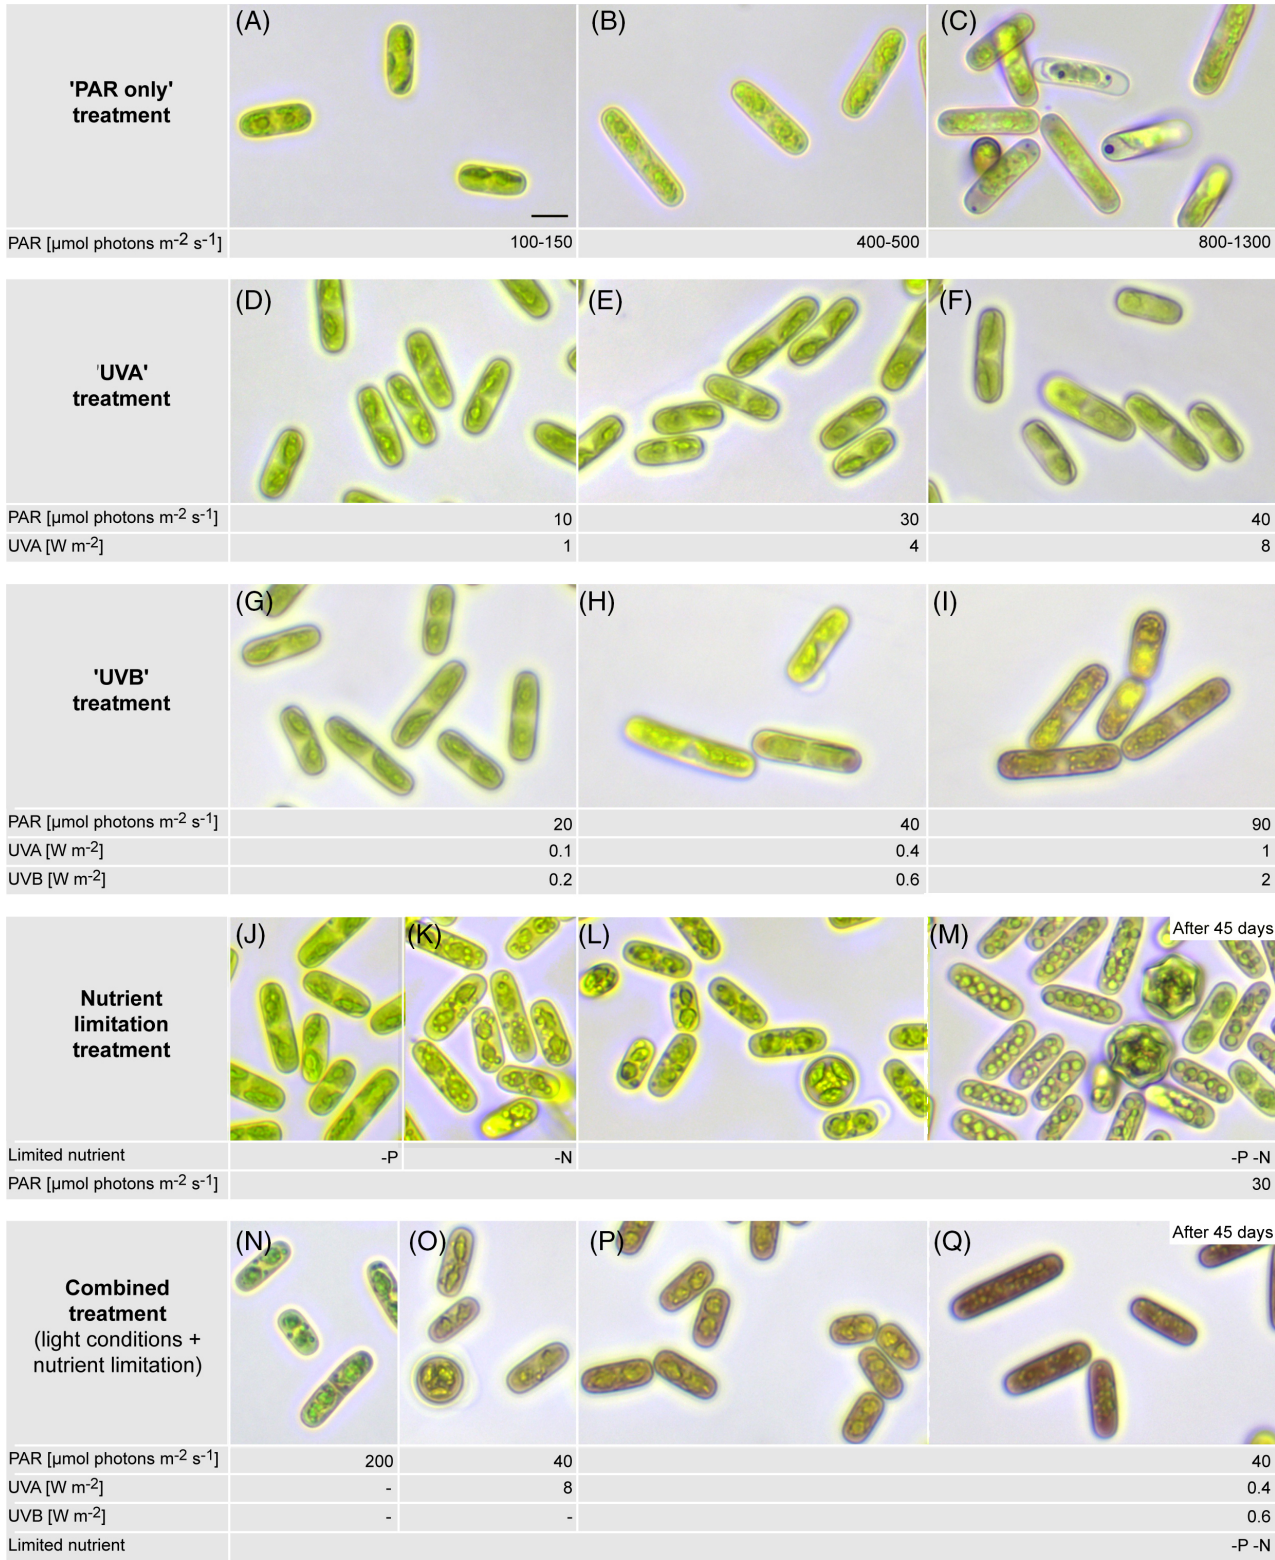 (A)
(B)
(C)
'PAR only'
treatment
PAR [µmol photons m-2 s-1]
100-150
400-500
800-1300
(D)
(E)
(F)
'UVA'
treatment
PAR [µmol photons m-2 s-1]
10
30
40
UVA [W m-2]
1
4
8
(G)
(H)
(I)
'UVB'
treatment
PAR [µmol photons m-2 s-1]
20
40
90
UVA [W m-2]
0.1
0.4
1
UVB [W m-2]
0.2
0.6
2
(J)
(K)
(L)
(M)
After 45 days
Nutrient
limitation
treatment
Limited nutrient
-P
-N
-P -N
PAR [µmol photons m-2 s-1]
30
(N)
(O)
(P)
(Q)
After 45 days
Combined
treatment
(light conditions +
nutrient limitation)
PAR [µmol photons m-2 s-1]
200
40
40
UVA [W m-2]
-
8
0.4
UVB [W m-2]
-
-
0.6
Limited nutrient
-P -N